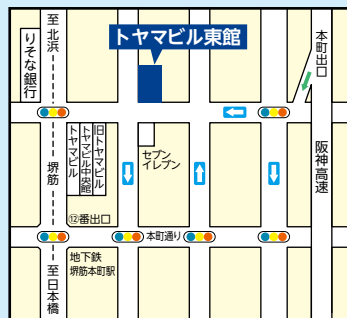 至北浜
りそな銀行
トヤマビル東館
本町出口
堺筋
トヤマビル
トヤマビル中央館
旧トヤマビル
セブン
イレブン
阪神高速
⑫番出口
本町通り
地下鉄
堺筋本町駅
至日本橋